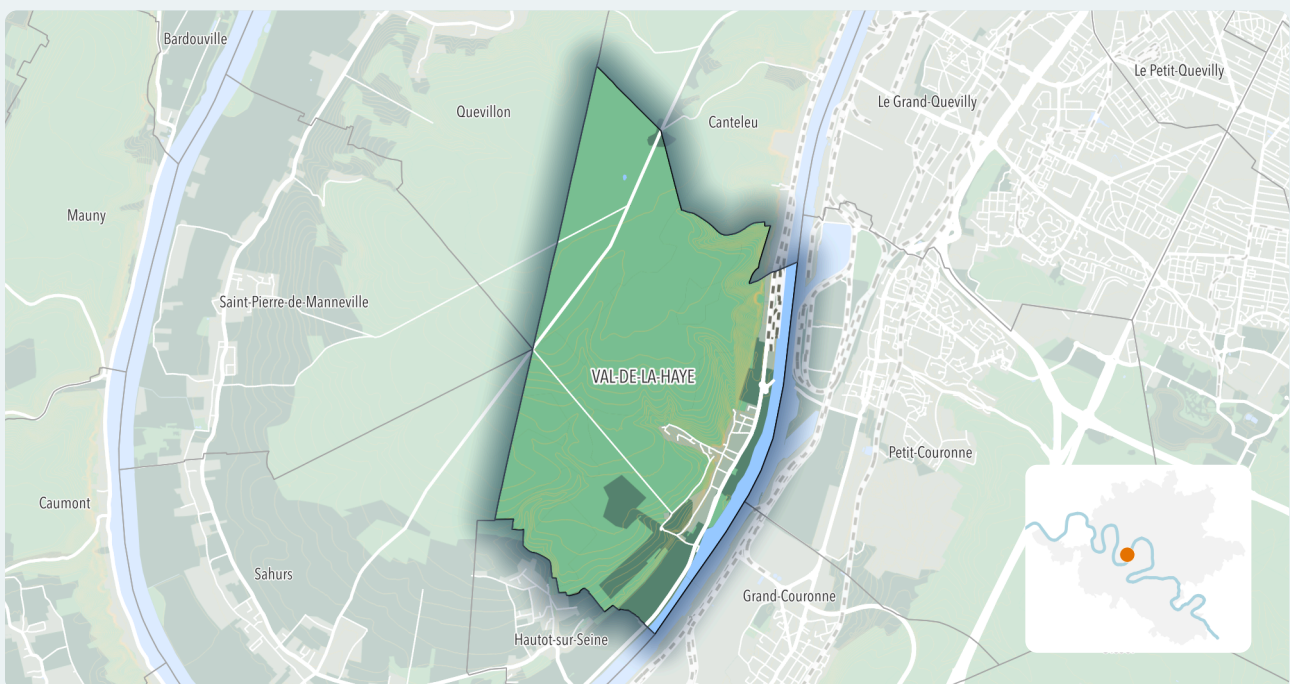 Bardouville
Le Petit-Quevilly
Le Grand-Quevilly
Quevillon
Canteleu
Mauny
Saint-Pierre-de-Manneville
VAL-DE-LA-HAYE
Petit-Couronne
Caumont
Sahurs
Grand-Couronne
Hautot-sur-Seine